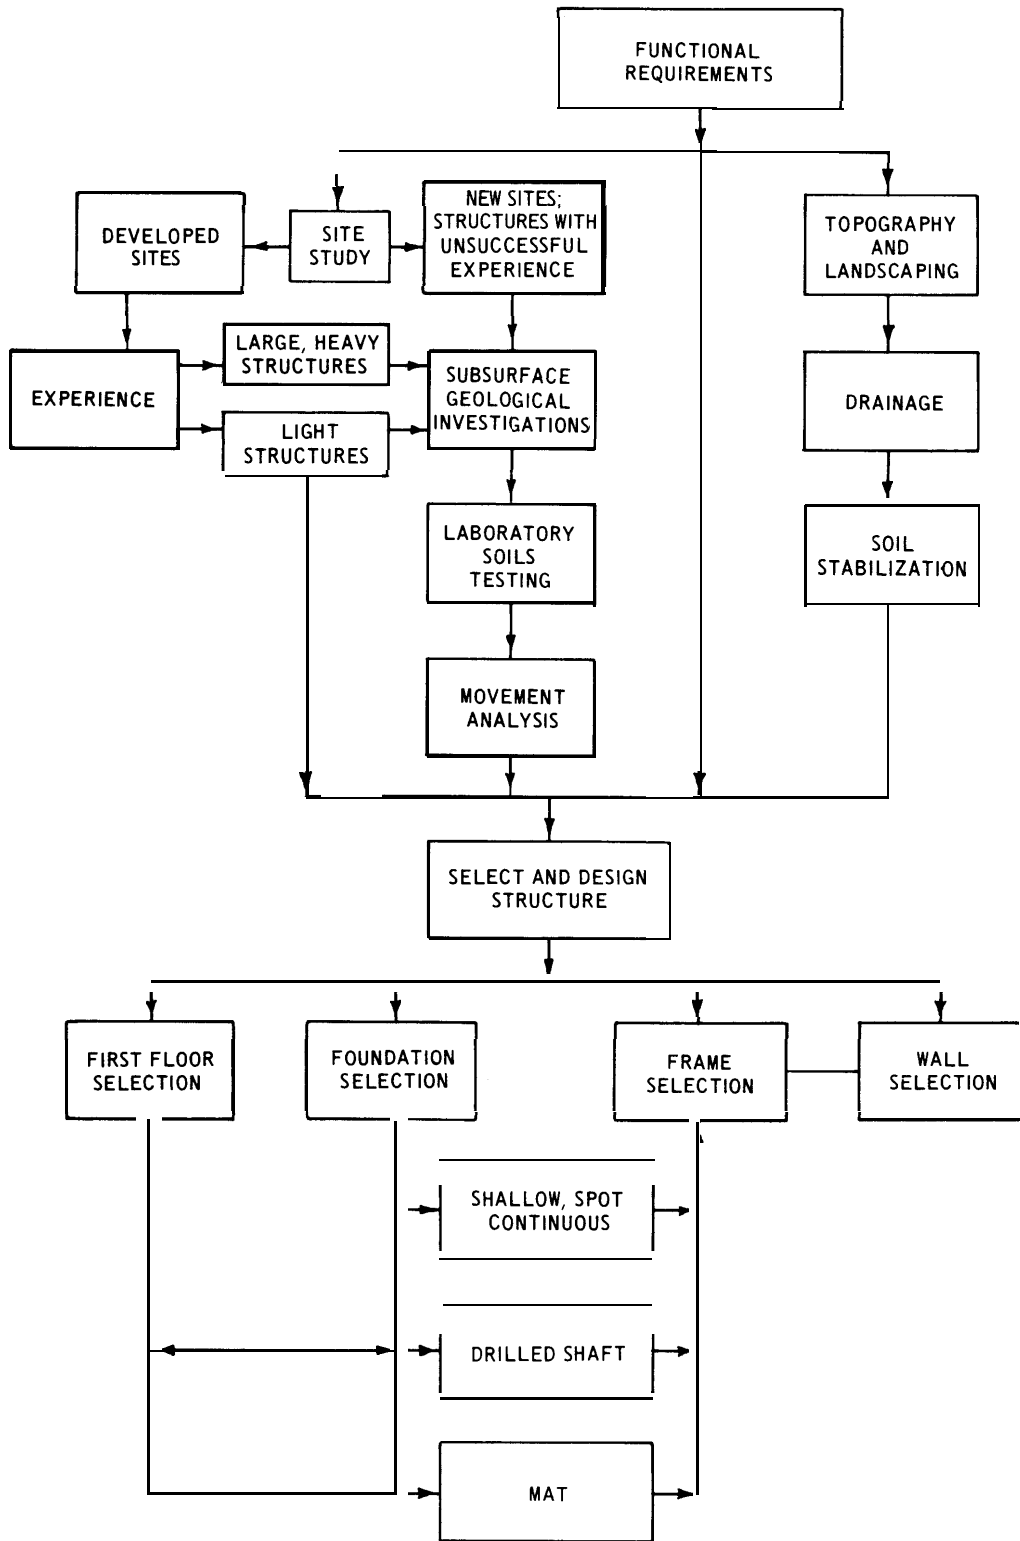 FUNCTIONAL
REQUIREMENTS
DEVELOPED
SITES
SITE
STUDY
NEW SITES;
STRUCTURES WITH
UNSUCCESSFUL
EXPERIENCE
TOPOGRAPHY
AND
LANDSCAPING
EXPERIENCE
LARGE, HEAVY
STRUCTURES
LIGHT
STRUCTURES
SUBSURFACE
GEOLOGICAL
INVESTIGATIONS
DRAINAGE
LABORATORY
SOILS
TESTING
SOIL
STABILIZATION
MOVEMENT
ANALYSIS
SELECT AND DESIGN
STRUCTURE
FIRST FLOOR
SELECTION
FOUNDATION
SELECTION
FRAME
SELECTION
WALL
SELECTION
SHALLOW, SPOT
CONTINUOUS
DRILLED SHAFT
MAT